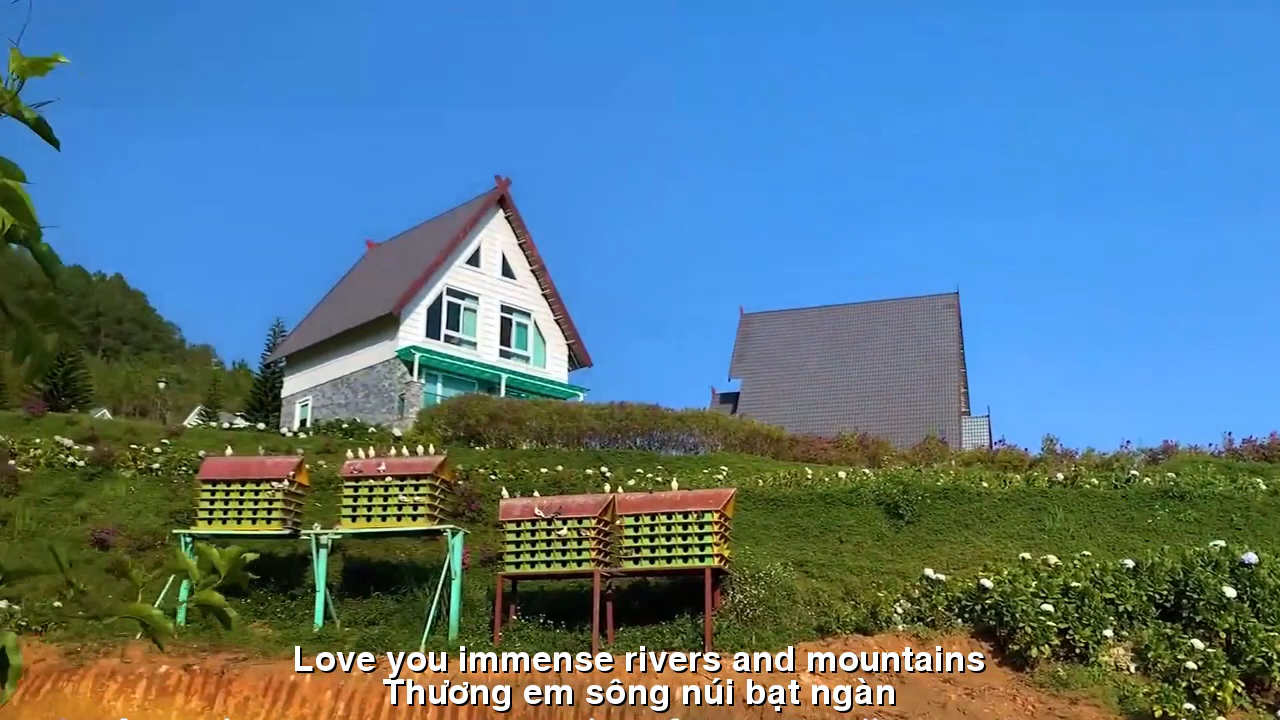 Love you immense rivers and mountains
Thương em sông núi bạt ngàn